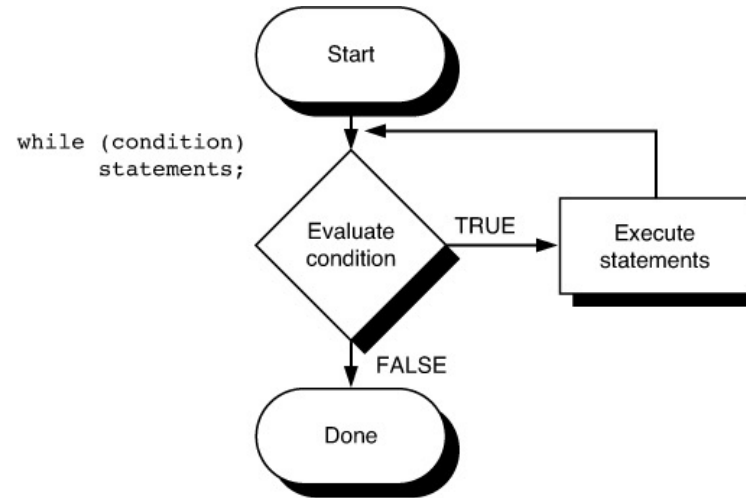 Start
while (condition)
statements;
Evaluate
condition
TRUE
Execute
statements
FALSE
Done